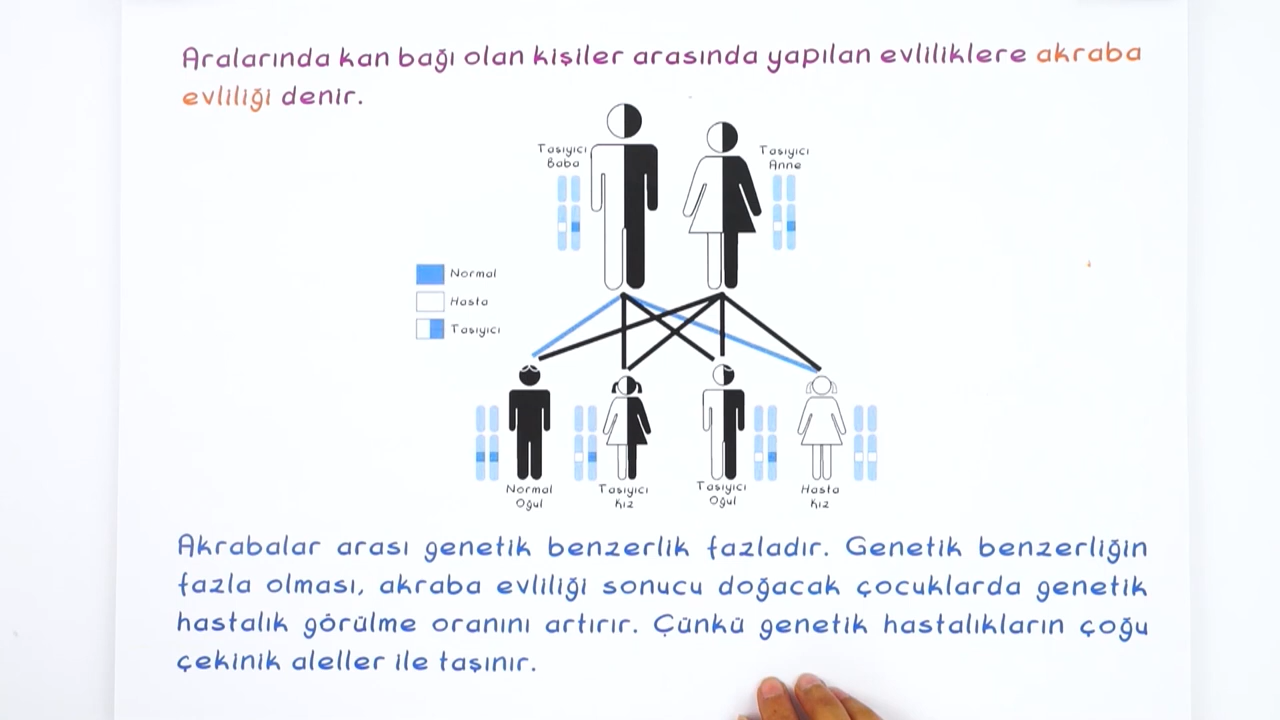 Aralarında kan bağı olan kişiler arasında yapılan evliliklere akraba
evliliği denir.
Taşıyıcı
Baba
Taşıyıcı
Anne
Normal
Hasta
Taşıyıcı
Normal
Oğul
Taşıyıcı
Kız
Taşıyıcı
Oğul
Hasta
Kız
Akrabalar arası genetik benzerlik fazladır. Genetik benzerliğin
fazla olması, akraba evliliği sonucu doğacak çocuklarda genetik
hastalık görülme oranını artırır. Çünkü genetik hastalıkların çoğu
çekinik aleller ile taşınır.